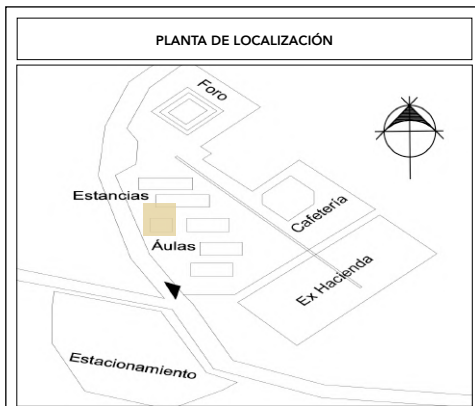 PLANTA DE LOCALIZACIÓN
Foro
Estancias
Cafetería
Áulas
Ex Hacienda
Estacionamiento